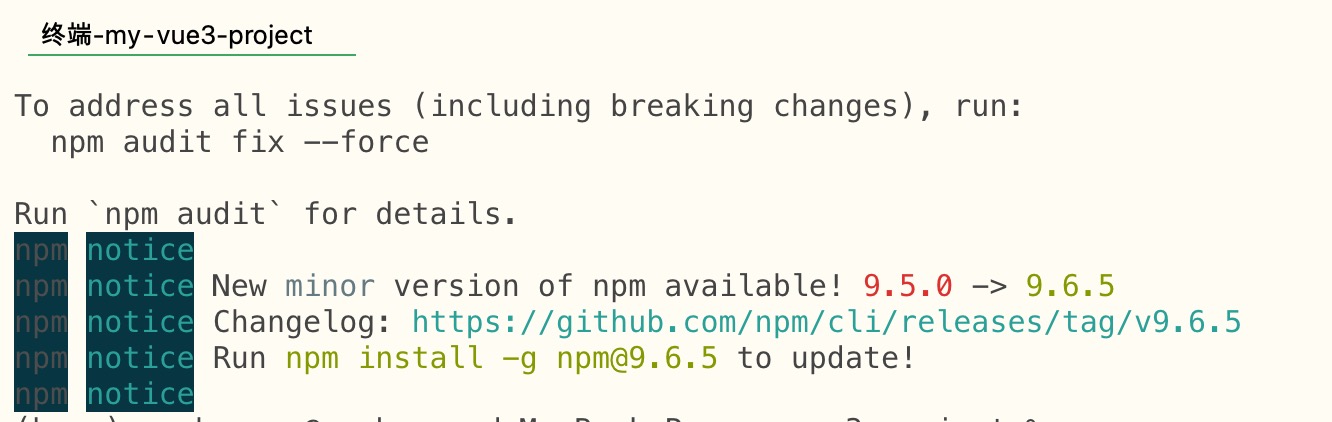 终端-my-vue3-project
To address all issues (including breaking changes), run:
npm audit fix --force
Run `npm audit` for details.
npm notice
npm notice New minor version of npm available! 9.5.0 -> 9.6.5
npm notice Changelog: https://github.com/npm/cli/releases/tag/v9.6.5
npm notice Run npm install -g npm@9.6.5 to update!
npm notice